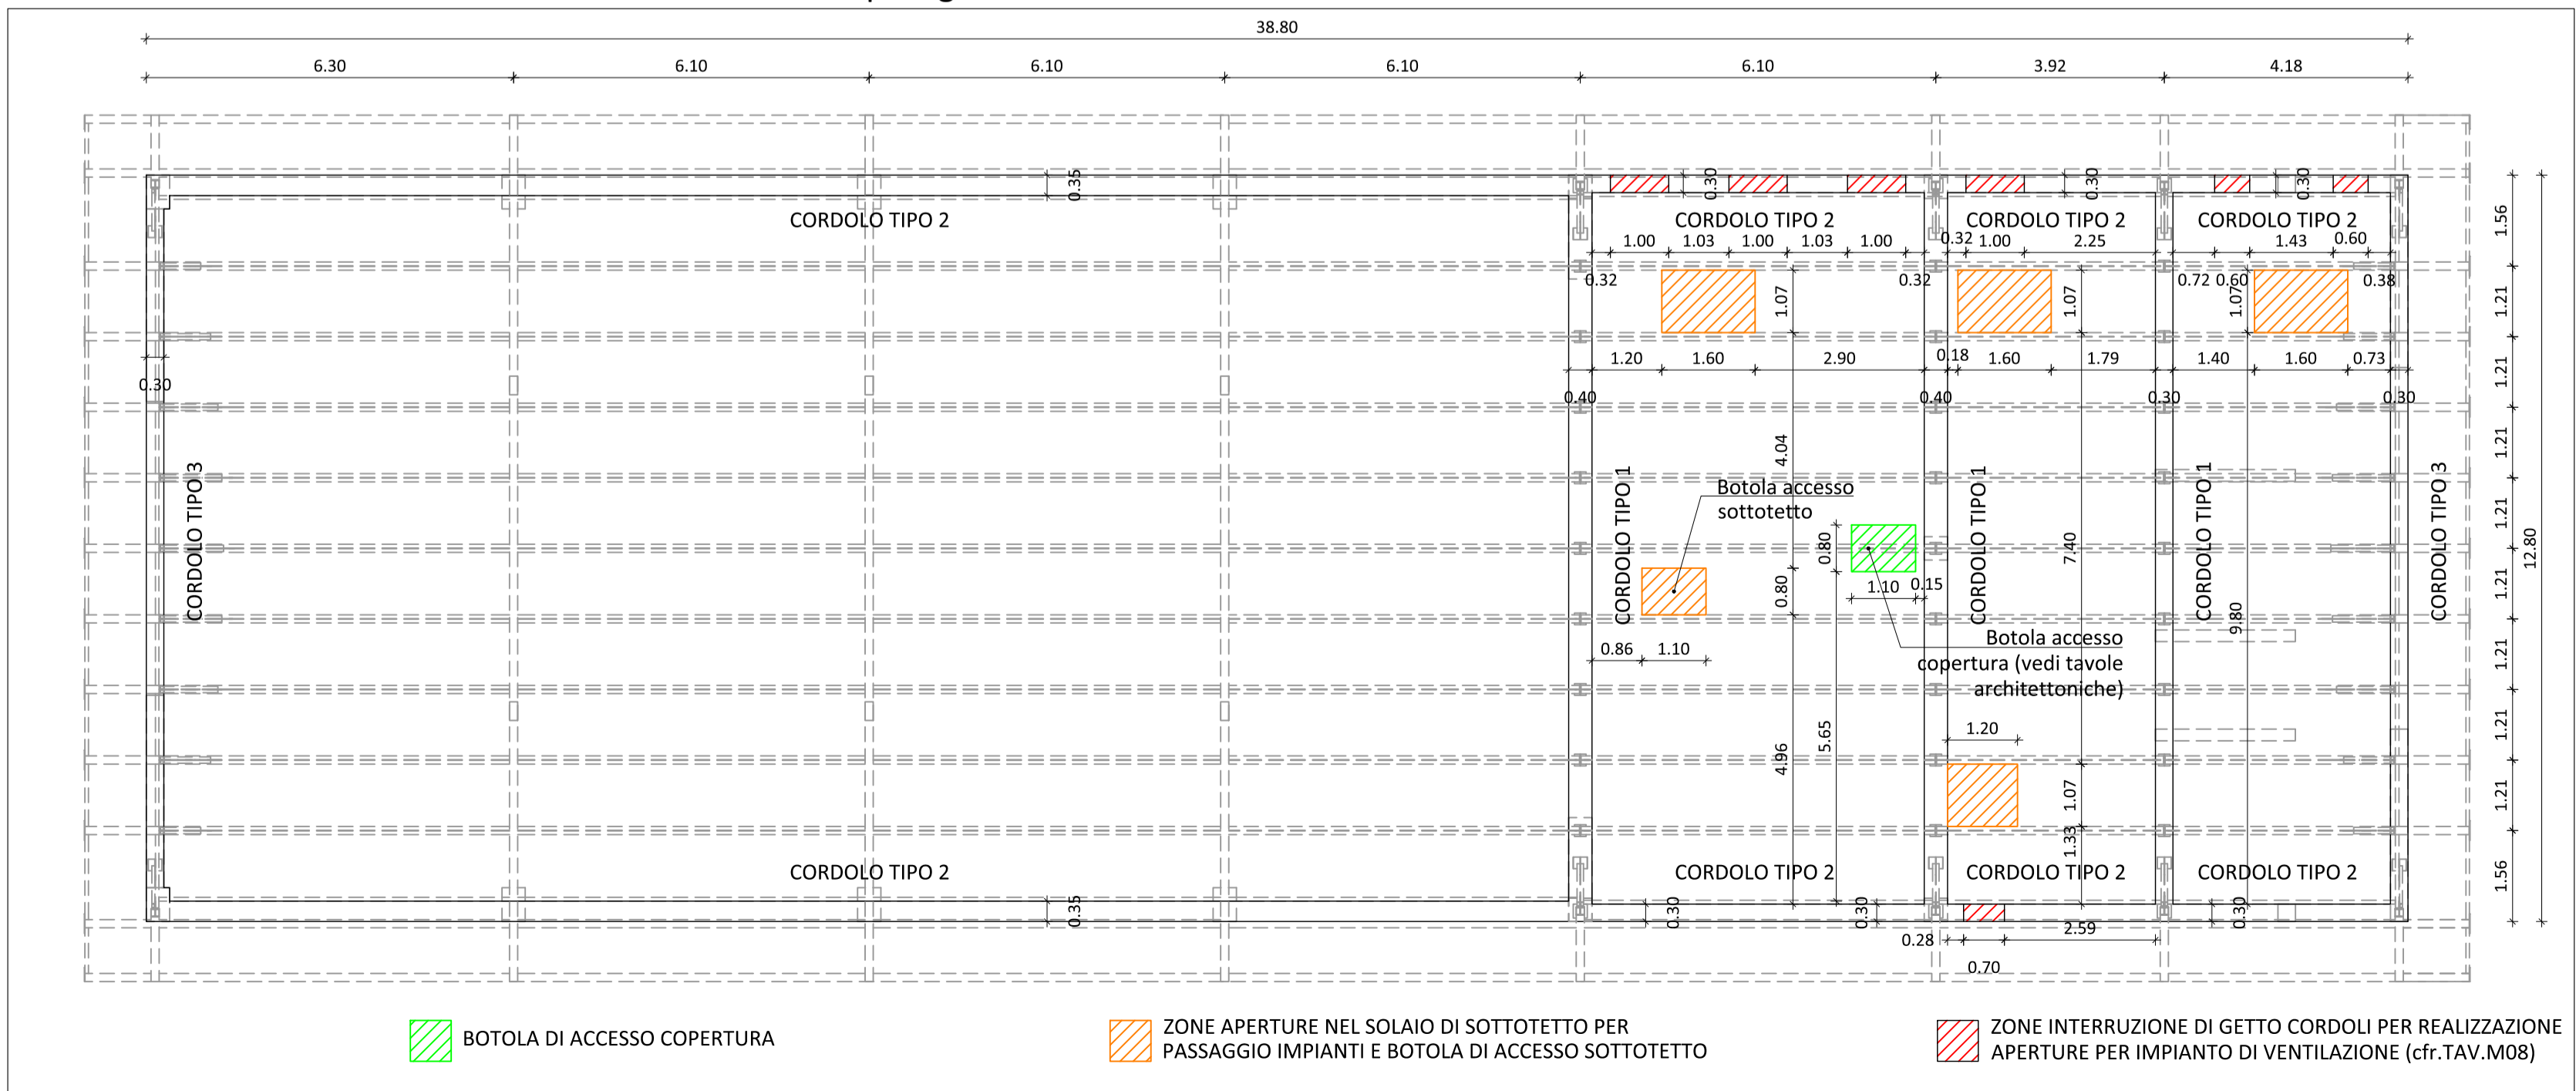 38.80
6.30 6.10 6.10 6.10 6.10 3.92 4.18
0.35 0.30 0.30 0.30
CORDOLO TIPO 2 CORDOLO TIPO 2 CORDOLO TIPO 2 CORDOLO TIPO 2
1.56
1.00 1.03 1.00 1.03 1.00 0.32 1.00 2.25 1.43 0.60
0.32 0.32 0.72 0.60 0.38
1.07 1.07 1.07
1.21
1.20 1.60 2.90 0.18 1.60 1.79 1.40 1.60 0.73
1.21
0.30 0.40 0.40 0.30 0.30
4.04
1.21
CORDOLO TIPO 3
CORDOLO TIPO 1
CORDOLO TIPO 1
CORDOLO TIPO 1
CORDOLO TIPO 3
Botola accesso
sottotetto
1.21
0.80
7.40
12.80
0.80
1.10 0.15
1.21
9.80
Botola accesso
copertura (vedi tavole
architettoniche)
0.86 1.10
1.21
1.21
1.20
5.65
4.96
1.07
1.21
1.33
CORDOLO TIPO 2 CORDOLO TIPO 2 CORDOLO TIPO 2 CORDOLO TIPO 2
1.56
0.35 0.30 0.30 0.30
0.28 2.59
0.70
BOTOLA DI ACCESSO COPERTURA
ZONE APERTURE NEL SOLAIO DI SOTTOTETTO PER
PASSAGGIO IMPIANTI E BOTOLA DI ACCESSO SOTTOTETTO
ZONE INTERRUZIONE DI GETTO CORDOLI PER REALIZZAZIONE
APERTURE PER IMPIANTO DI VENTILAZIONE (cfr.TAV.M08)